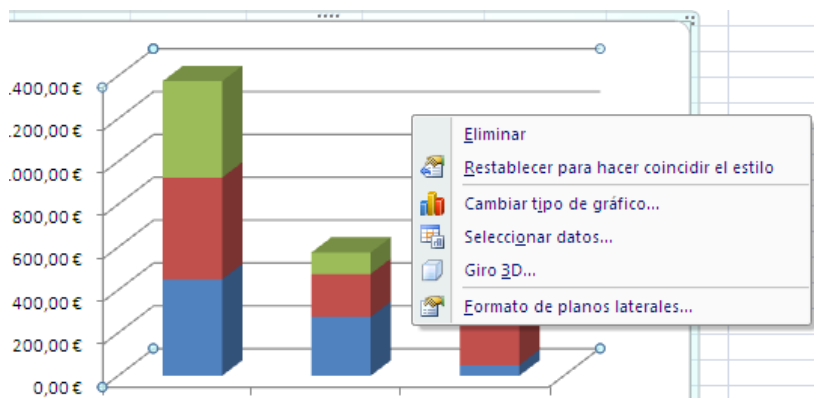 .400,00 €
.200,00 €
.000,00 €
800,00 €
600,00 €
400,00 €
200,00 €
0,00 €
Eliminar
Restablecer para hacer coincidir el estilo
Cambiar tipo de gráfico...
Seleccionar datos...
Giro 3D...
Formato de planos laterales...